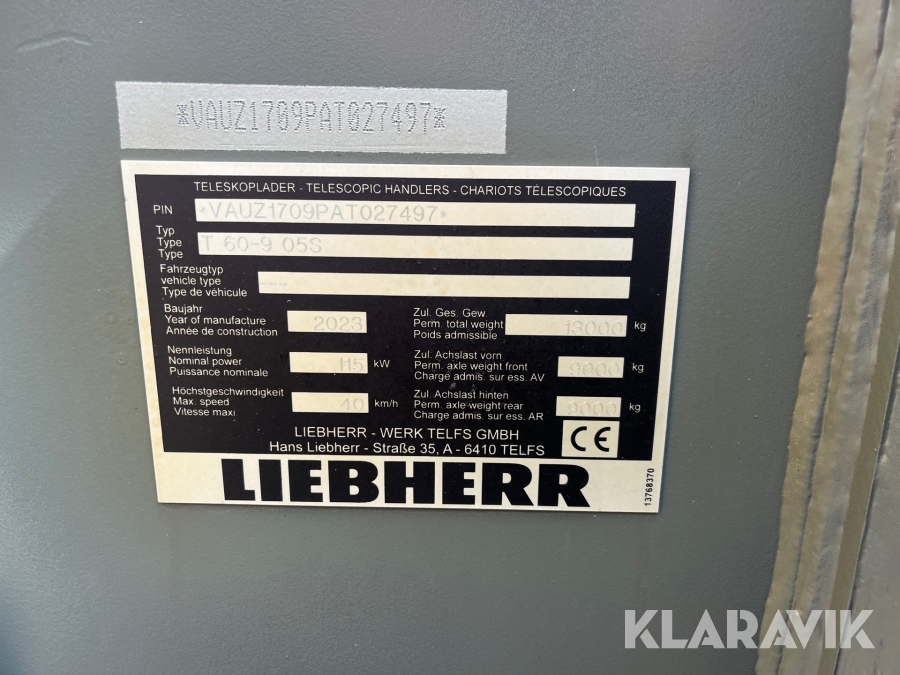 *VAUZ1709PAT027497*
TELESKOPLADER - TELESCOPIC HANDLERS - CHARIOTS TÉLESCOPIQUES
PIN *VAUZ1709PAT027497*
Typ
Type
Type
T 60-9 05S
Fahrzeugtyp
vehicle type
Type de véhicule
Baujahr
Year of manufacture
Année de construction
2023
Zul. Ges. Gew.
Perm. total weight
Poids admissible
13000 kg
Nennleistung
Nominal power
Puissance nominale
115 kW
Zul. Achslast vorn
Perm. axle weight front
Charge admis. sur ess. AV
9000 kg
Höchstgeschwindigkeit
Max. speed
Vitesse maxi.
40 km/h
Zul. Achslast hinten
Perm. axle weight rear
Charge admis. sur ess. AR
9000 kg
LIEBHERR - WERK TELFS GMBH
Hans Liebherr - Straße 35, A - 6410 TELFS
CE
LIEBHERR
13768370
KLARAVIK